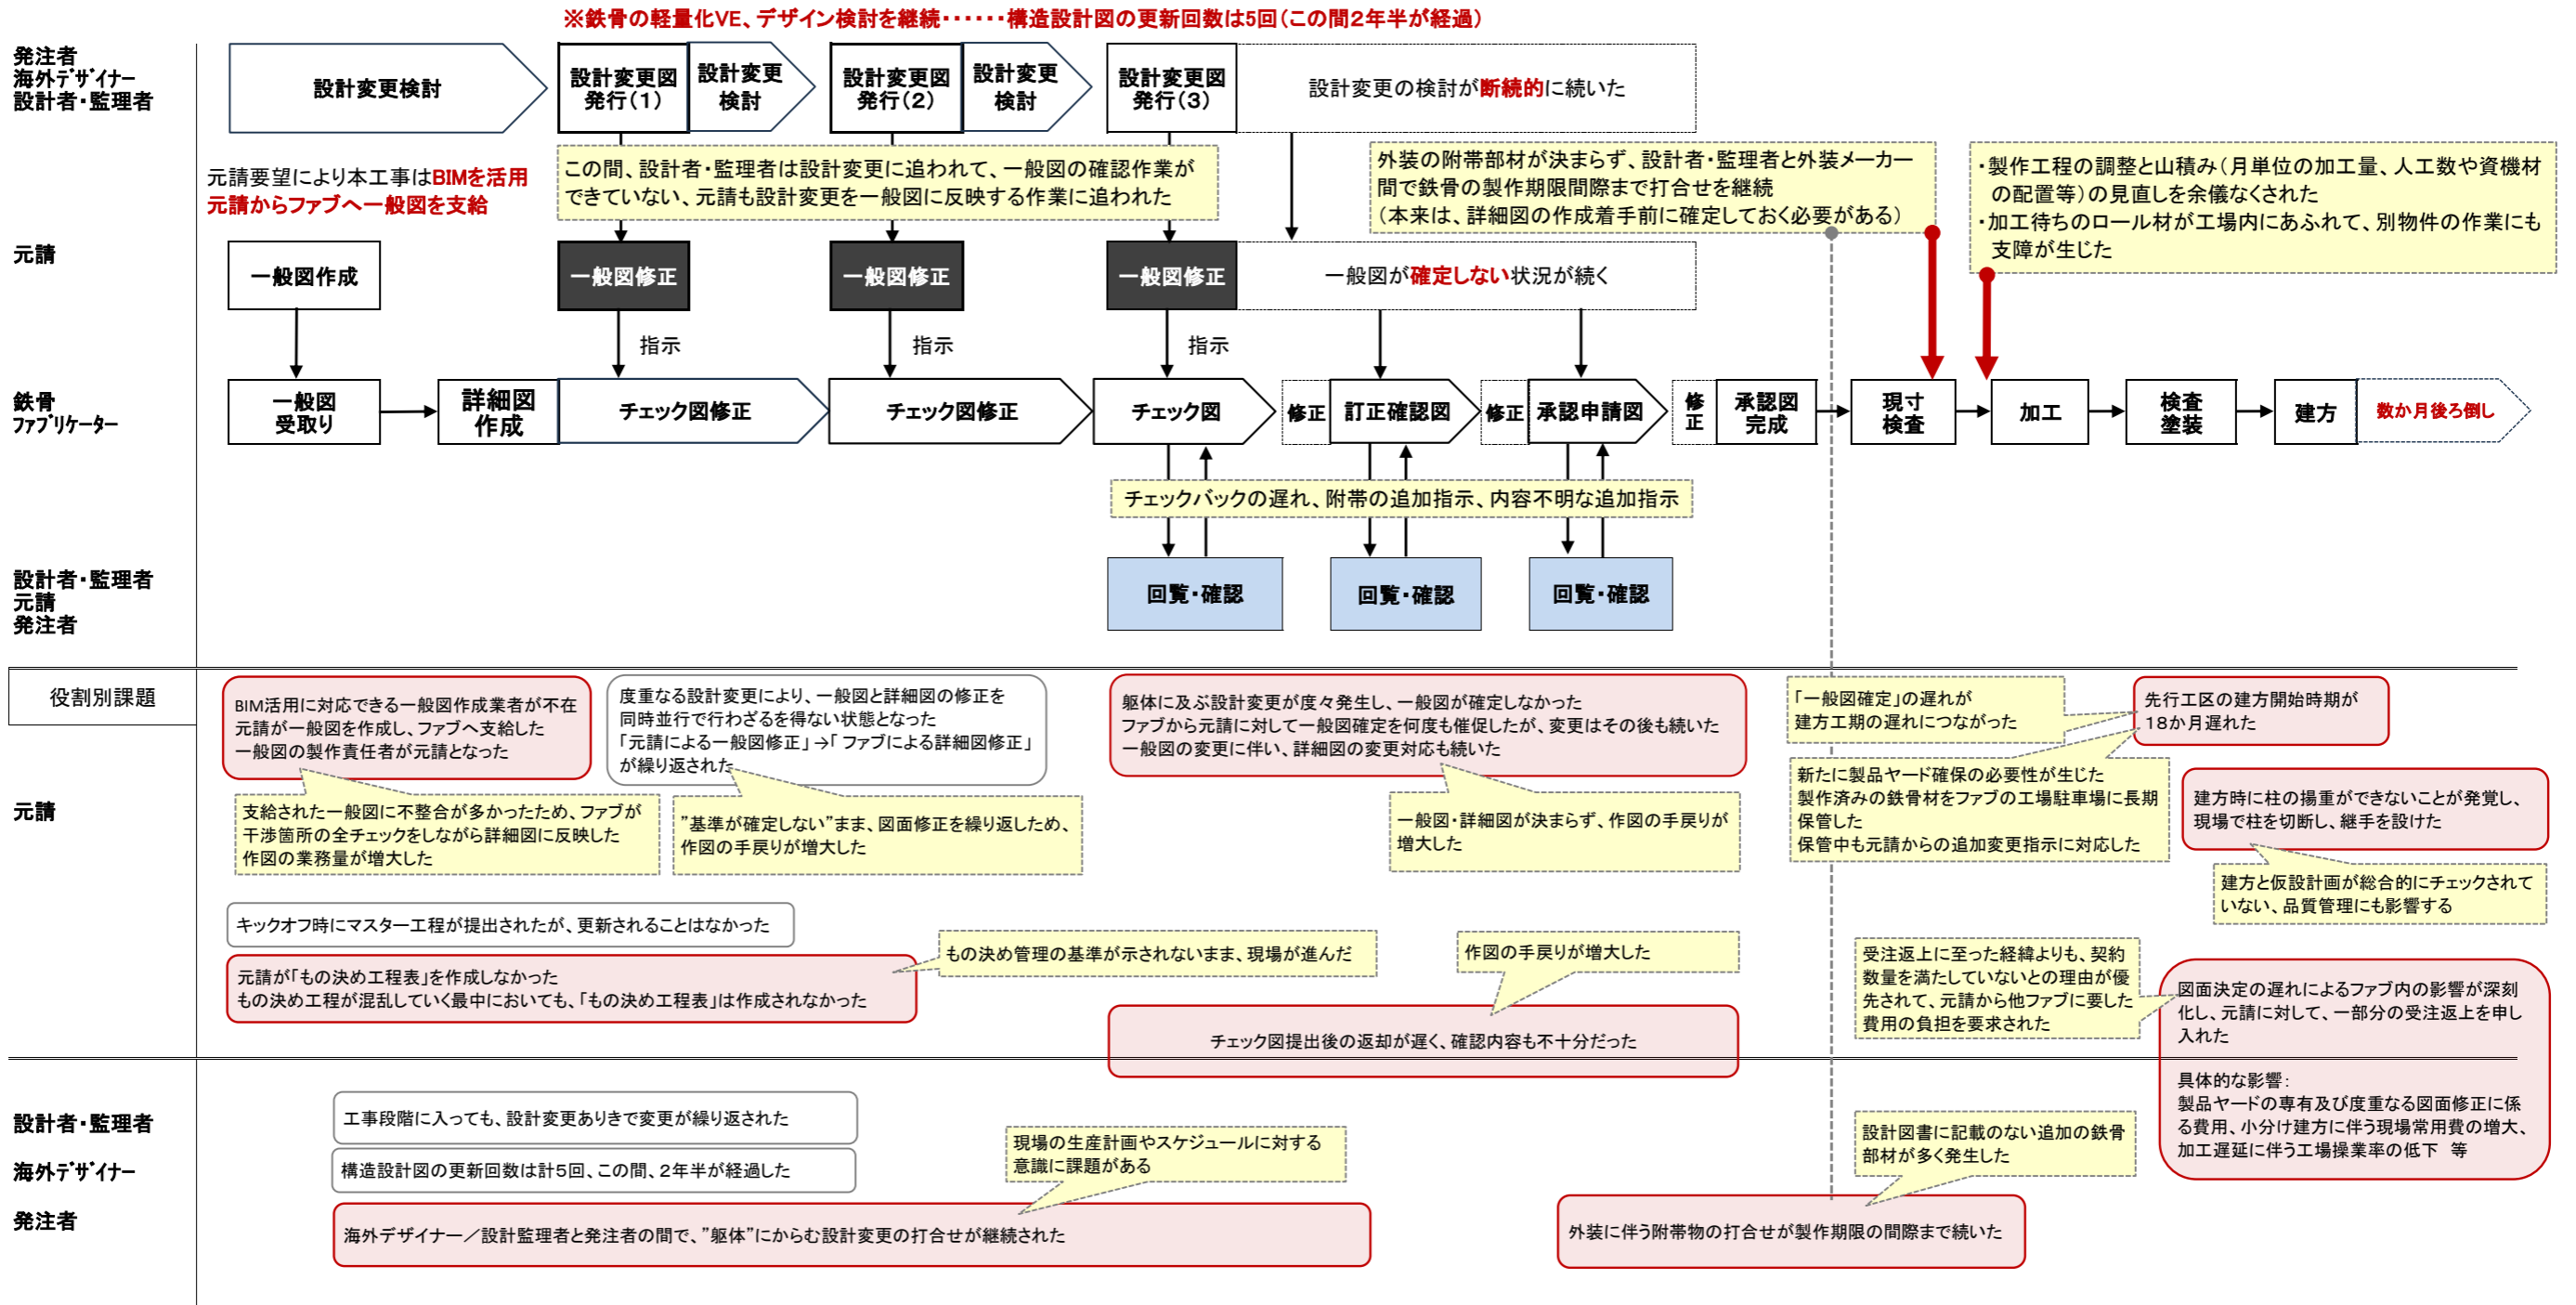 ※鉄骨の軽量化VE、デザイン検討を継続・・・・・・構造設計図の更新回数は5回（この間２年半が経過）
発注者
海外デザイナー
設計者・監理者
設計変更検討
設計変更図
発行（１）
設計変更
検討
設計変更図
発行（２）
設計変更
検討
設計変更図
発行（３）
設計変更の検討が断続的に続いた
元請要望により本工事はBIMを活用
元請からファブへ一般図を支給
この間、設計者・監理者は設計変更に追われて、一般図の確認作業が
できていない、元請も設計変更を一般図に反映する作業に追われた
外装の附帯部材が決まらず、設計者・監理者と外装メーカー
間で鉄骨の製作期限間際まで打合せを継続
（本来は、詳細図の作成着手前に確定しておく必要がある）
・製作工程の調整と山積み（月単位の加工量、人工数や資機材
の配置等）の見直しを余儀なくされた
・加工待ちのロール材が工場内にあふれて、別物件の作業にも
支障が生じた
元請
一般図作成
一般図修正
一般図修正
一般図修正
一般図が確定しない状況が続く
指示
指示
指示
鉄骨
ファブリケーター
一般図
受取り
詳細図
作成
チェック図修正
チェック図修正
チェック図
修正
訂正確認図
修正
承認申請図
修
正
承認図
完成
現寸
検査
加工
検査
塗装
建方
数か月後ろ倒し
チェックバックの遅れ、附帯の追加指示、内容不明な追加指示
設計者・監理者
元請
発注者
回覧・確認
回覧・確認
回覧・確認
役割別課題
BIM活用に対応できる一般図作成業者が不在
元請が一般図を作成し、ファブへ支給した
一般図の製作責任者が元請となった
度重なる設計変更により、一般図と詳細図の修正を
同時並行で行わざるを得ない状態となった
「元請による一般図修正」→「ファブによる詳細図修正」
が繰り返された
躯体に及ぶ設計変更が度々発生し、一般図が確定しなかった
ファブから元請に対して一般図確定を何度も催促したが、変更はその後も続いた
一般図の変更に伴い、詳細図の変更対応も続いた
「一般図確定」の遅れが
建方工期の遅れにつながった
先行工区の建方開始時期が
１８か月遅れた
元請
支給された一般図に不整合が多かったため、ファブが
干渉箇所の全チェックをしながら詳細図に反映した
作図の業務量が増大した
”基準が確定しない”まま、図面修正を繰り返しため、
作図の手戻りが増大した
一般図・詳細図が決まらず、作図の手戻りが
増大した
新たに製品ヤード確保の必要性が生じた
製作済みの鉄骨材をファブの工場駐車場に長期
保管した
保管中も元請からの追加変更指示に対応した
建方時に柱の揚重ができないことが発覚し、
現場で柱を切断し、継手を設けた
建方と仮設計画が総合的にチェックされて
いない、品質管理にも影響する
キックオフ時にマスター工程が提出されたが、更新されることはなかった
元請が「もの決め工程表」を作成しなかった
もの決め工程が混乱していく最中においても、「もの決め工程表」は作成されなかった
もの決め管理の基準が示されないまま、現場が進んだ
作図の手戻りが増大した
チェック図提出後の返却が遅く、確認内容も不十分だった
受注返上に至った経緯よりも、契約
数量を満たしていないとの理由が優
先されて、元請から他ファブに要した
費用の負担を要求された
図面決定の遅れによるファブ内の影響が深刻
化し、元請に対して、一部分の受注返上を申し
入れた
具体的な影響：
製品ヤードの専有及び度重なる図面修正に係
る費用、小分け建方に伴う現場常用費の増大、
加工遅延に伴う工場操業率の低下　等
設計者・監理者
海外デザイナー
発注者
工事段階に入っても、設計変更ありきで変更が繰り返された
構造設計図の更新回数は計５回、この間、２年半が経過した
現場の生産計画やスケジュールに対する
意識に課題がある
海外デザイナー／設計監理者と発注者の間で、”躯体”にからむ設計変更の打合せが継続された
設計図書に記載のない追加の鉄骨
部材が多く発生した
外装に伴う附帯物の打合せが製作期限の間際まで続いた